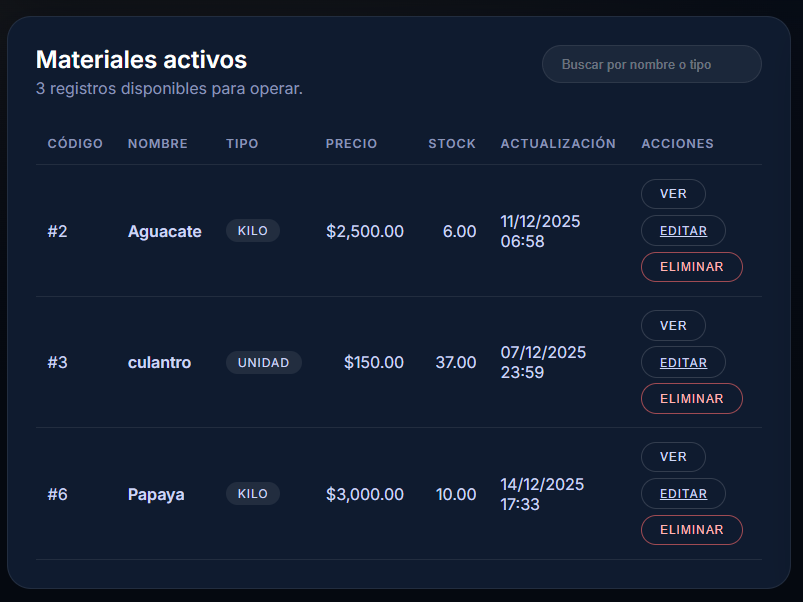 Materiales activos
Buscar por nombre o tipo
3 registros disponibles para operar.
CÓDIGO NOMBRE TIPO PRECIO STOCK ACTUALIZACIÓN ACCIONES
#2 Aguacate KILO $2,500.00 6.00 11/12/2025 06:58
VER
EDITAR
ELIMINAR
#3 culantro UNIDAD $150.00 37.00 07/12/2025 23:59
VER
EDITAR
ELIMINAR
#6 Papaya KILO $3,000.00 10.00 14/12/2025 17:33
VER
EDITAR
ELIMINAR